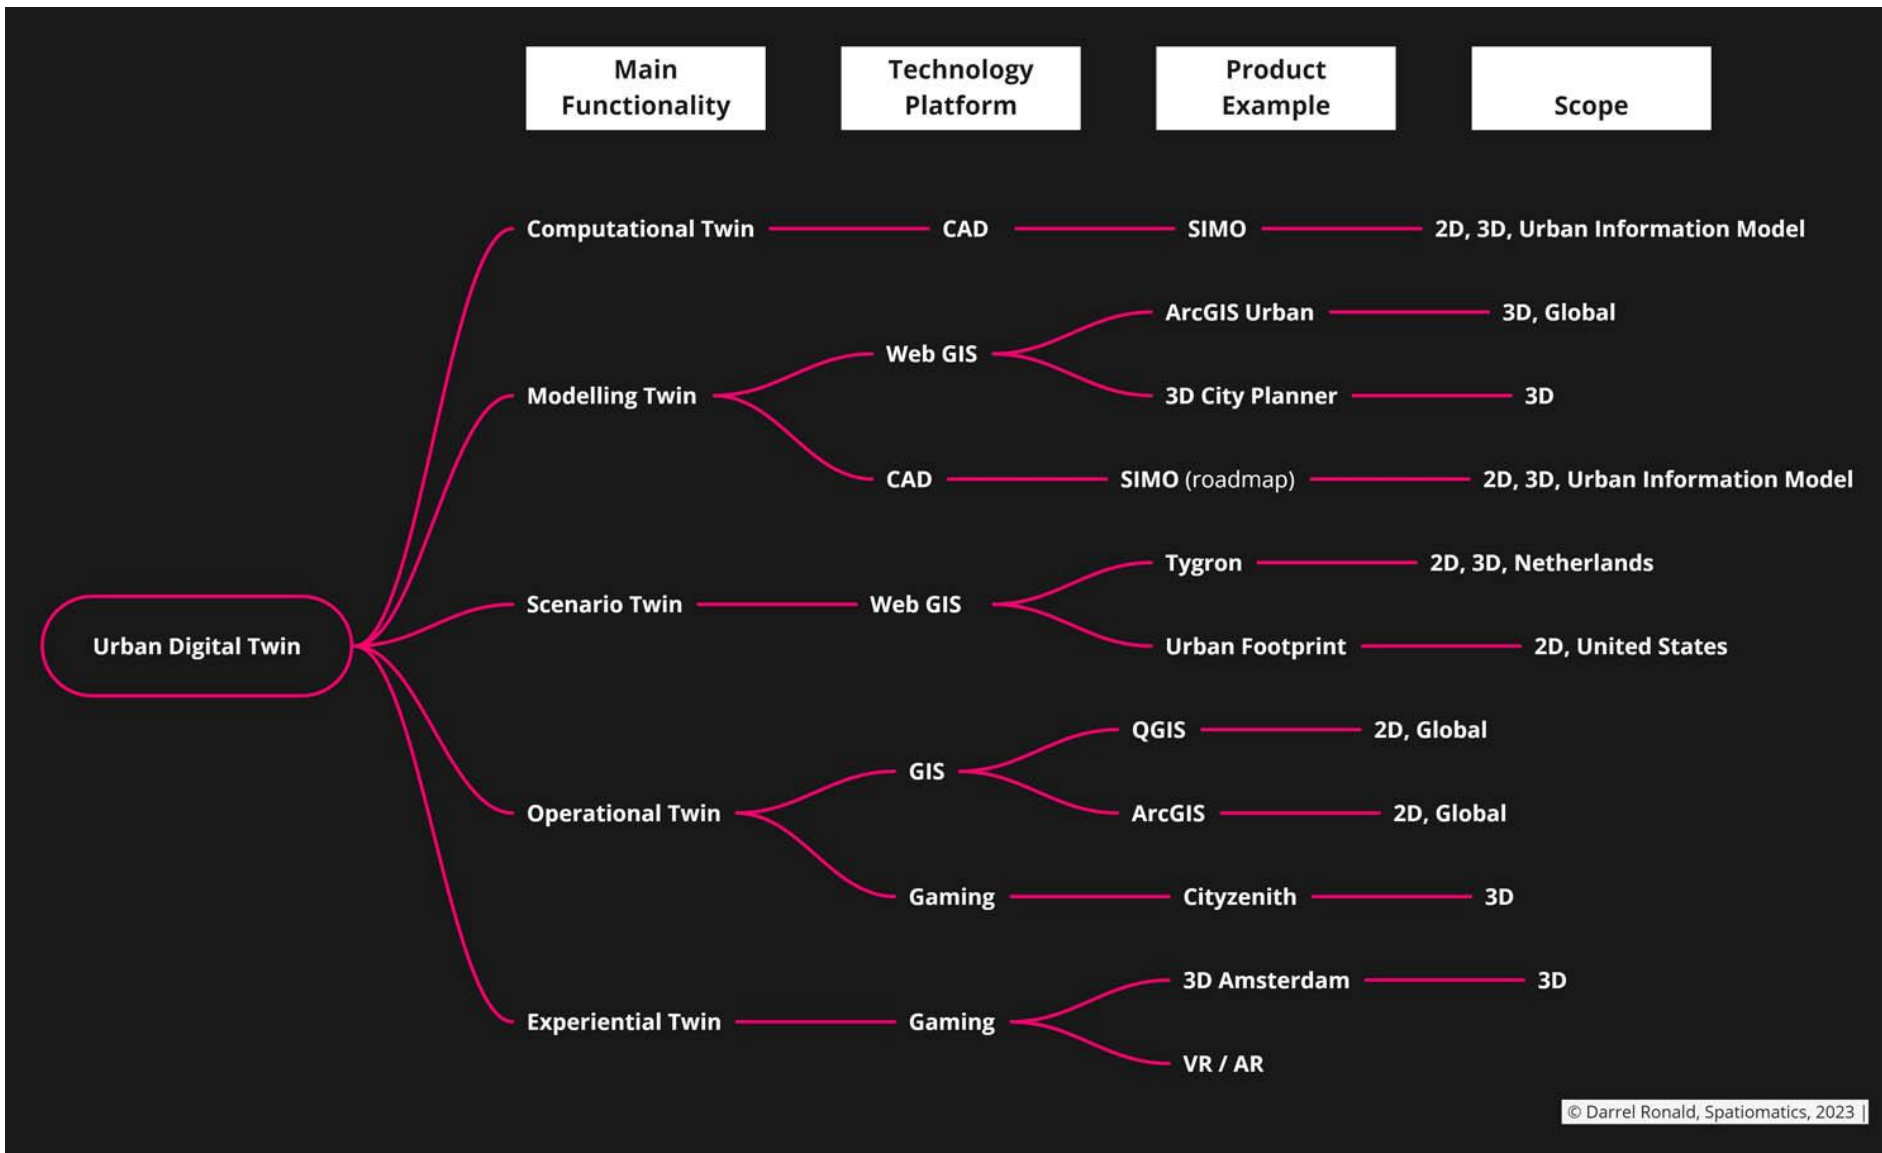 Main
Functionality
Technology
Platform
Product
Example
Scope
Computational Twin
CAD
SIMO
2D, 3D, Urban Information Model
ArcGIS Urban
3D, Global
Web GIS
Modelling Twin
3D City Planner
3D
CAD
SIMO (roadmap)
2D, 3D, Urban Information Model
Tygron
2D, 3D, Netherlands
Scenario Twin
Web GIS
Urban Digital Twin
Urban Footprint
2D, United States
QGIS
2D, Global
GIS
Operational Twin
ArcGIS
2D, Global
Gaming
Cityzenith
3D
3D Amsterdam
3D
Experiential Twin
Gaming
VR / AR
© Darrel Ronald, Spatiomatics, 2023 |